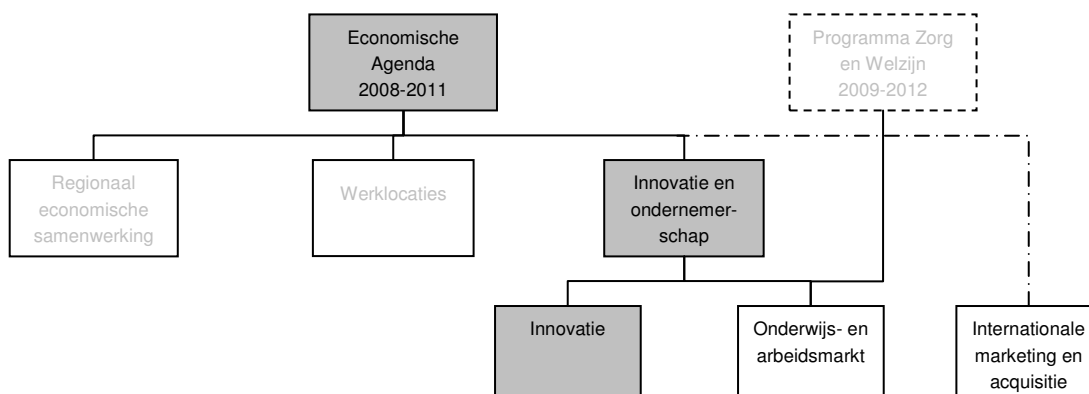 Economische
Agenda
2008-2011
Programma Zorg
en Welzijn
2009-2012
Regionaal
economische
samenwerking
Werklocaties
Innovatie en
ondernemer-
schap
Innovatie
Onderwijs- en
arbeidsmarkt
Internationale
marketing en
acquisitie